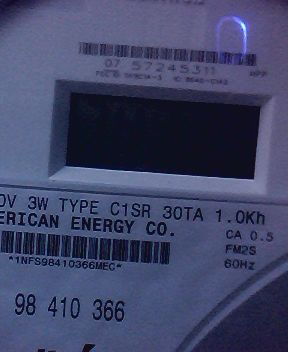 07 57245311
0V 3W TYPE C1SR 30TA 1.0Kh
ERICAN ENERGY CO.
CA 0.5
FM2S
*1NFS98410366MEC*
60Hz
98 410 366